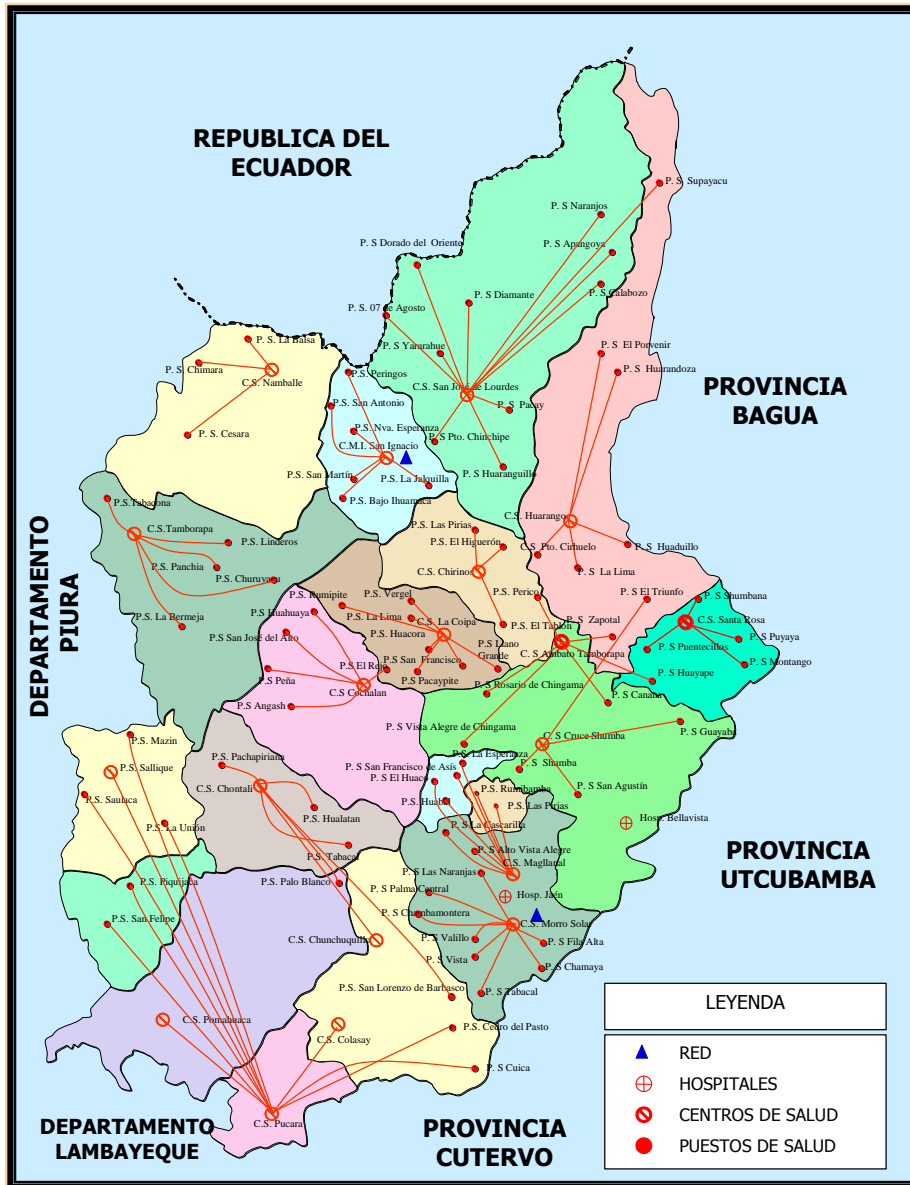 REPUBLICA DEL
ECUADOR
P. S Supayacu
P. S Naranjos
P. S Dorado del Oriente
P. S Apangoya
P. S Calabozo
P. S Diamante
P. S. 07 de Agosto
P. S Yararahue
P. S El Porvenir
P. S Huarandoza
P. S. La Balsa
P. S. Chimara
C.S. Namballe
P. S. Cesara
P.S. Peringos
P.S. San Antonio
P.S. Nva. Esperanza
C.M.I. San Ignacio
P.S. San Martín
P.S. La Jalquilla
P.S. Bajo Ihuamaca
C.S. San José de Lourdes
P. S Pacay
P. S Pto. Chinchipe
P. S Huaranguillo
PROVINCIA
BAGUA
P.S.Tabagona
C.S.Tamborapa
P.S. Linderos
P.S. Panchia
P.S. Churuyacu
P.S. La Bermeja
P.S. Las Pirias
P.S. El Higuerón
C.S. Chirinos
P.S. Perico
P.S. El Tablón
C.S. Huarango
C.S Pto. Ciruelo
P. S Huaduillo
P. S La Lima
P. S El Triunfo
P. S Shumbana
C.S. Santa Rosa
P. S Puyaya
P. S Puentecillos
P. S Montango
P. S Huayape
P. S Zapotal
C. S Ambato Tamborapa
P. S Canana
P. S Rosario de Chingama
P. S Vista Alegre de Chingama
P. S Guayaba
C. S Cruce Shumba
P. S Shumba
P. S San Agustín
Hosp. Bellavista
DEPARTAMENTO
PIURA
P.S. Rumipite
P.S. Vergel
P.S Huahuaya
P.S. La Lima
C.S. La Coipa
P.S. Huacora
P.S San José del Alto
P.S El Rejo
P.S San Francisco
P.S Llano
Grande
P.S Pacaypite
P.S Peña
C.S Cochalan
P.S Angash
P.S. Mazin
P.S. Sallique
P.S. Saulaca
P.S. La Unión
P.S. Pachapiriana
C.S. Chontali
P.S. Hualatan
P.S. Tabacal
P.S. La Esperanza
P. S San Francisco de Asís
P. S El Huaco
P.S. Huabal
P.S. Rumibamba
P.S. Las Pirias
P.S La Cascarilla
P.S Alto Vista Alegre
C.S. Magllanal
P.S Las Naranjas
P.S Palma Central
Hosp. Jaén
P.S Chambamontera
C.S. Morro Solar
P. S Valillo
P. S Fila Alta
P. S Vista
P. S Chamaya
P. S Tabacal
P.S. Piquijaca
P.S. San Felipe
P.S. Palo Blanco
C.S. Chunchuquillo
P.S. San Lorenzo de Barbasco
C.S. Pomahuaca
C.S. Colasay
P.S. Cedro del Pasto
P. S Cuica
C.S. Pucara
PROVINCIA
UTCUBAMBA
DEPARTAMENTO
LAMBAYEQUE
PROVINCIA
CUTERVO
LEYENDA
RED
HOSPITALES
CENTROS DE SALUD
PUESTOS DE SALUD